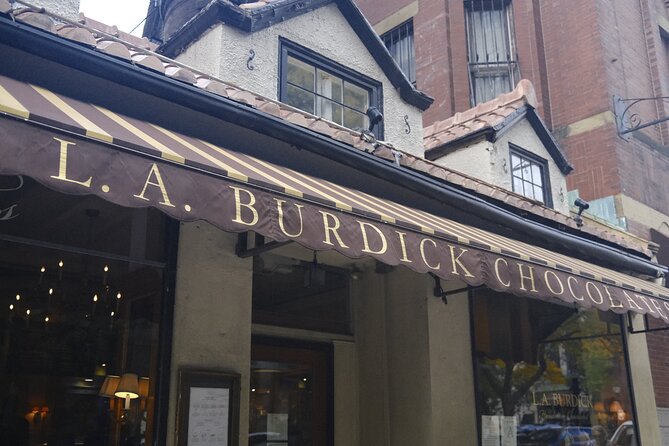 L. A. BURDICK CHOCOLATE
L.A. BURDICK